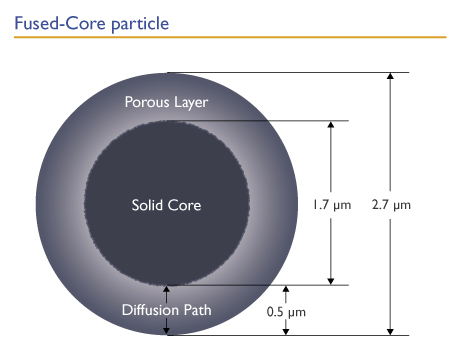 Fused-Core particle
Porous Layer
Solid Core
1.7 µm
2.7 µm
Diffusion Path
0.5 µm